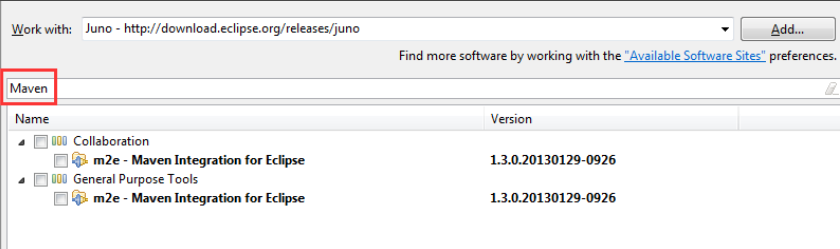 Work with: Juno - http://download.eclipse.org/releases/juno Add...
Find more software by working with the "Available Software Sites" preferences.
Maven
Name Version
Collaboration
m2e - Maven Integration for Eclipse 1.3.0.20130129-0926
General Purpose Tools
m2e - Maven Integration for Eclipse 1.3.0.20130129-0926